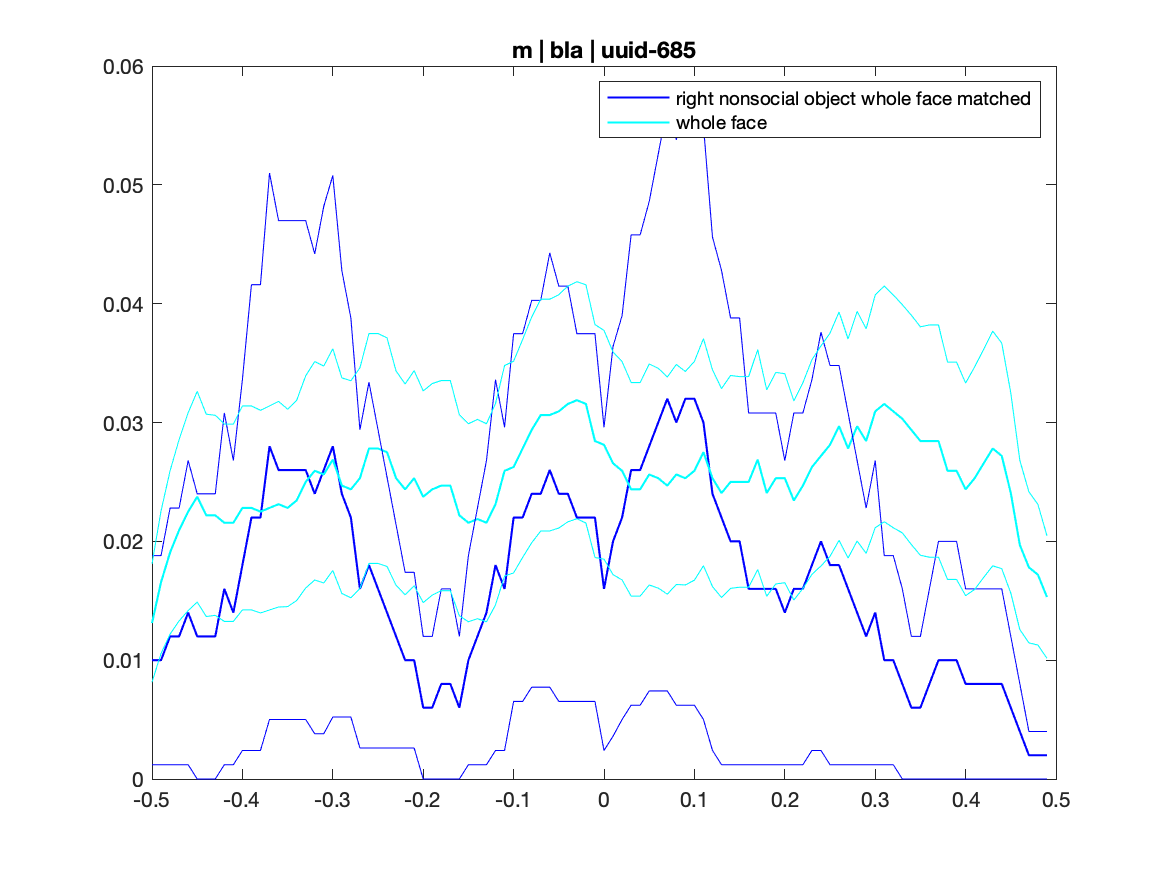 m | bla | uuid-685
0.06
right nonsocial object whole face matched
whole face
0.05
0.04
0.03
0.02
0.01
0
-0.5 -0.4 -0.3 -0.2 -0.1 0 0.1 0.2 0.3 0.4 0.5